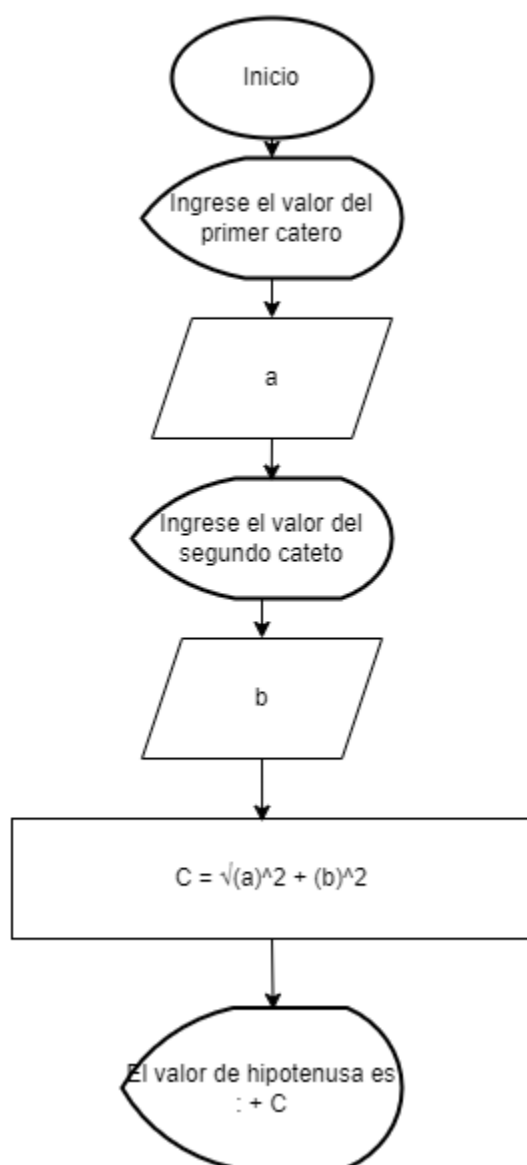 Inicio
Ingrese el valor del
primer catero
a
Ingrese el valor del
segundo cateto
b
C = √(a)^2 + (b)^2
El valor de hipotenusa es
: + C